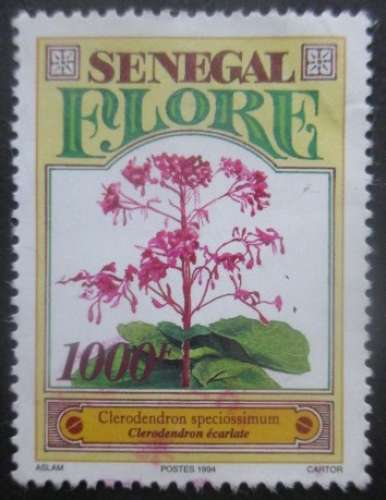 SENEGAL
FLORE
1000F
Clerodendron speciossimum
Clerodendron écarlate
ASLAM POSTES 1994 CARTOR